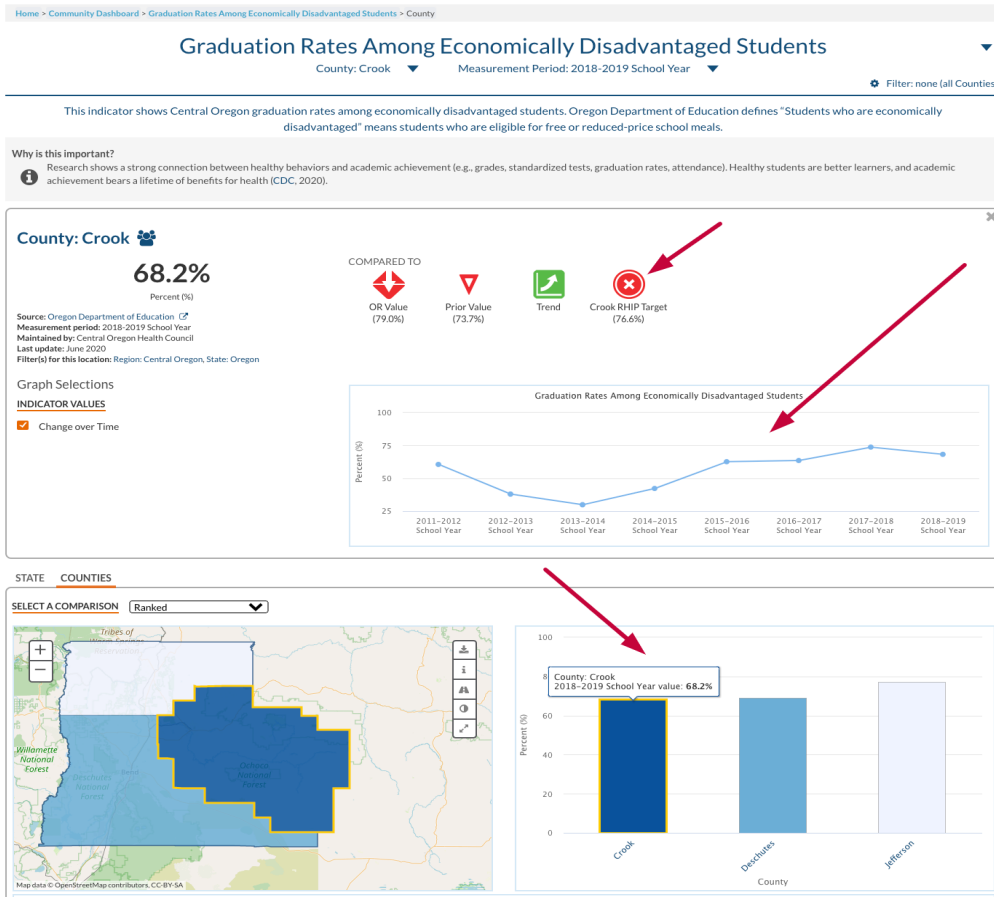 Home > Community Dashboard > Graduation Rates Among Economically Disadvantaged Students > County
Graduation Rates Among Economically Disadvantaged Students
County: Crook Measurement Period: 2018-2019 School Year
Filter: none (all Counties
This indicator shows Central Oregon graduation rates among economically disadvantaged students. Oregon Department of Education defines "Students who are economically
disadvantaged" means students who are eligible for free or reduced-price school meals.
Why is this important?
Research shows a strong connection between healthy behaviors and academic achievement (e.g., grades, standardized tests, graduation rates, attendance). Healthy students are better learners, and academic
achievement bears a lifetime of benefits for health (CDC, 2020).
County: Crook
68.2%
Percent (%)
Source: Oregon Department of Education
Measurement period: 2018-2019 School Year
Maintained by: Central Oregon Health Council
Last update: June 2020
Filter(s) for this location: Region: Central Oregon, State: Oregon
COMPARED TO
OR Value
(79.0%)
Prior Value
(73.7%)
Trend
Crook RHIP Target
(76.6%)
Graph Selections
INDICATOR VALUES
Change over Time
Graduation Rates Among Economically Disadvantaged Students
Percent (%)
100
75
50
25
2011-2012
School Year
2012-2013
School Year
2013-2014
School Year
2014-2015
School Year
2015-2016
School Year
2016-2017
School Year
2017-2018
School Year
2018-2019
School Year
STATE COUNTIES
SELECT A COMPARISON Ranked
+
−
i
Tribes of
Warm Springs
Reservation
Willamette
National
Forest
Deschutes
National
Forest
Bend
Ochoco
National
Forest
Map data © OpenStreetMap contributors, CC-BY-SA
100
8
60
40
20
0
Percent (%)
County: Crook
2018-2019 School Year value: 68.2%
Crook
Deschutes
Jefferson
County